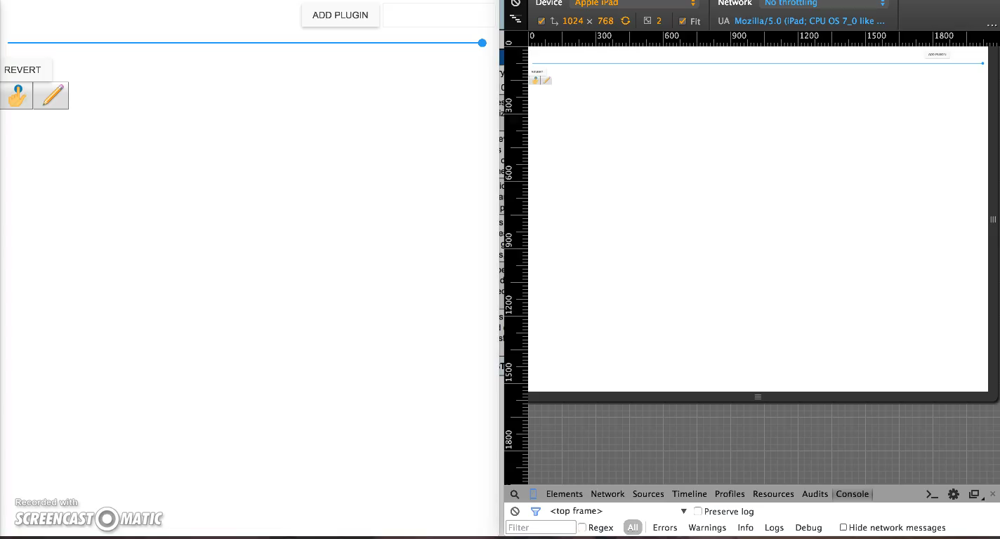 ADD PLUGIN
REVERT
Recorded with
SCREENCAST MATIC
Device Apple iPad Network No throttling
1024 × 768 2 Fit UA Mozilla/5.0 (iPad; CPU OS 7_0 like ...
0 300 600 900 1200 1500 1800
0
300
600
900
1200
1500
1800
ADD PLUGIN
REVERT
Elements Network Sources Timeline Profiles Resources Audits Console
<top frame> Preserve log
Filter Regex All Errors Warnings Info Logs Debug Hide network messages